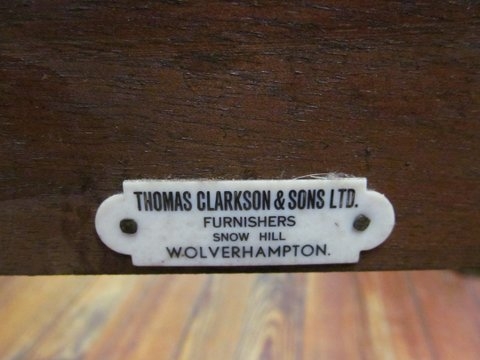 THOMAS CLARKSON & SONS LTD.
FURNISHERS
SNOW HILL
WOLVERHAMPTON.